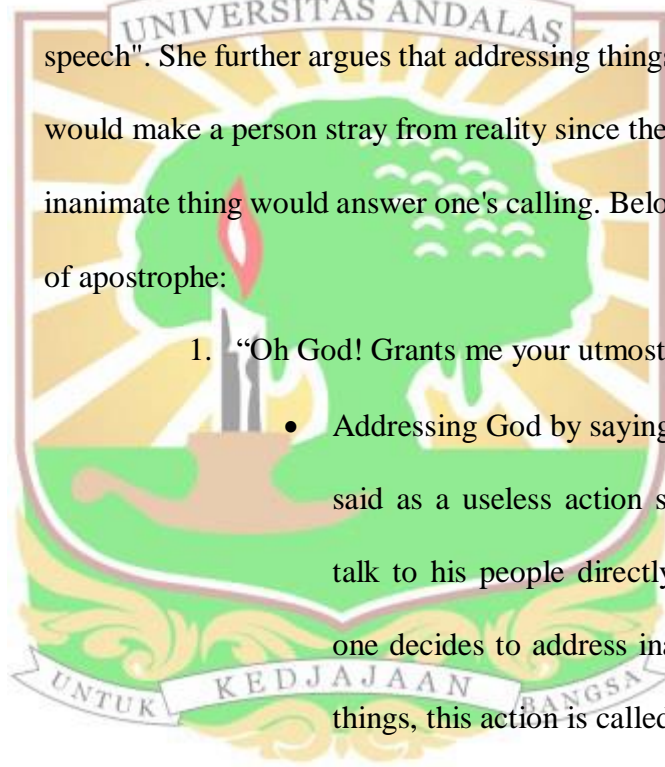 UNIVERSITAS ANDALAS
speech". She further argues that addressing things
would make a person stray from reality since the
inanimate thing would answer one's calling. Belo
of apostrophe:
1. “Oh God! Grants me your utmost
• Addressing God by saying
said as a useless action s
talk to his people directly
one decides to address ina
things, this action is called
UNTUK KEDJAJAAN BANGSA